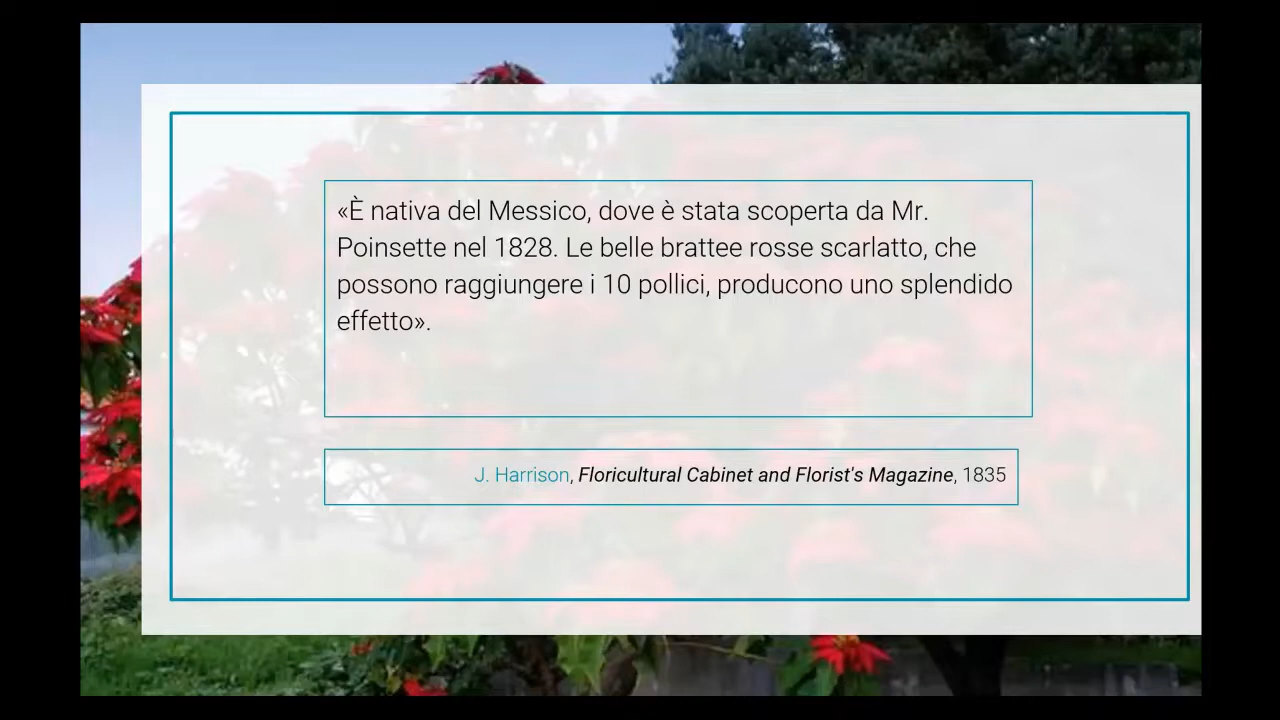 «È nativa del Messico, dove è stata scoperta da Mr.
Poinsette nel 1828. Le belle brattee rosse scarlatto, che
possono raggiungere i 10 pollici, producono uno splendido
effetto».
J. Harrison, Floricultural Cabinet and Florist's Magazine, 1835